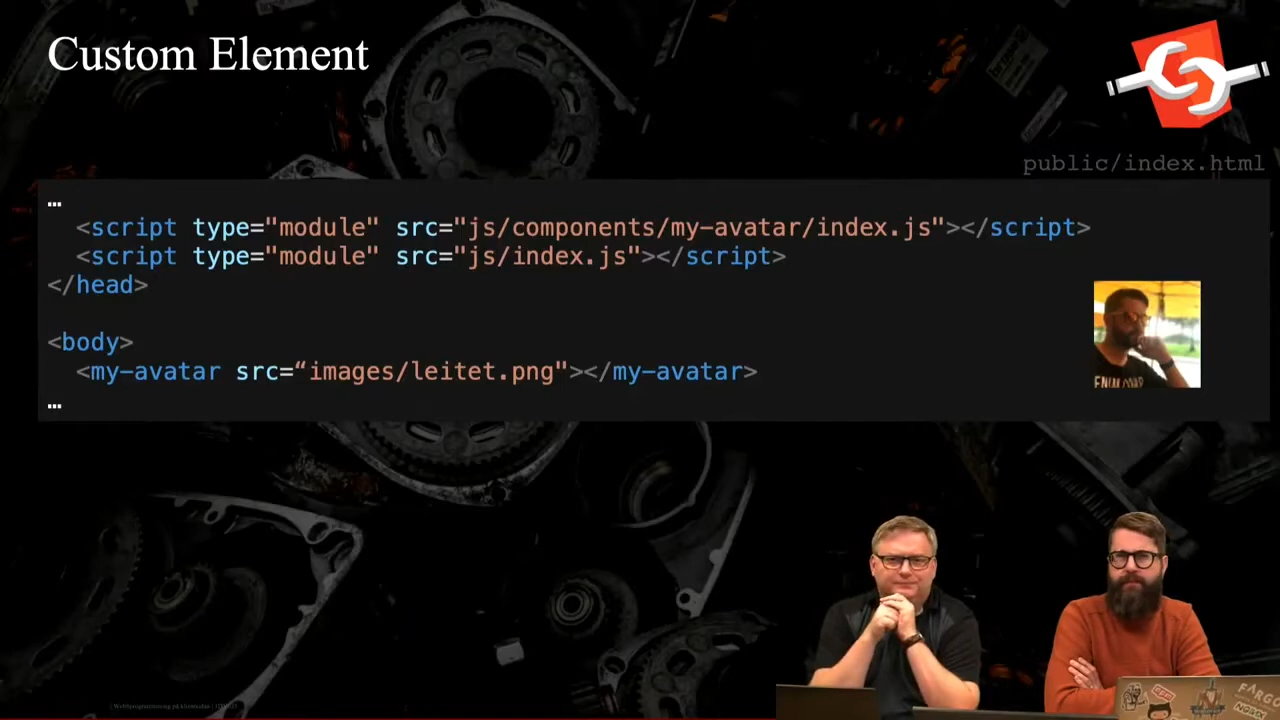 Custom Element
public/index.html
…
<script type="module" src="js/components/my-avatar/index.js"></script>
<script type="module" src="js/index.js"></script>
</head>
<body>
<my-avatar src=“images/leitet.png"></my-avatar>
…
FARGO